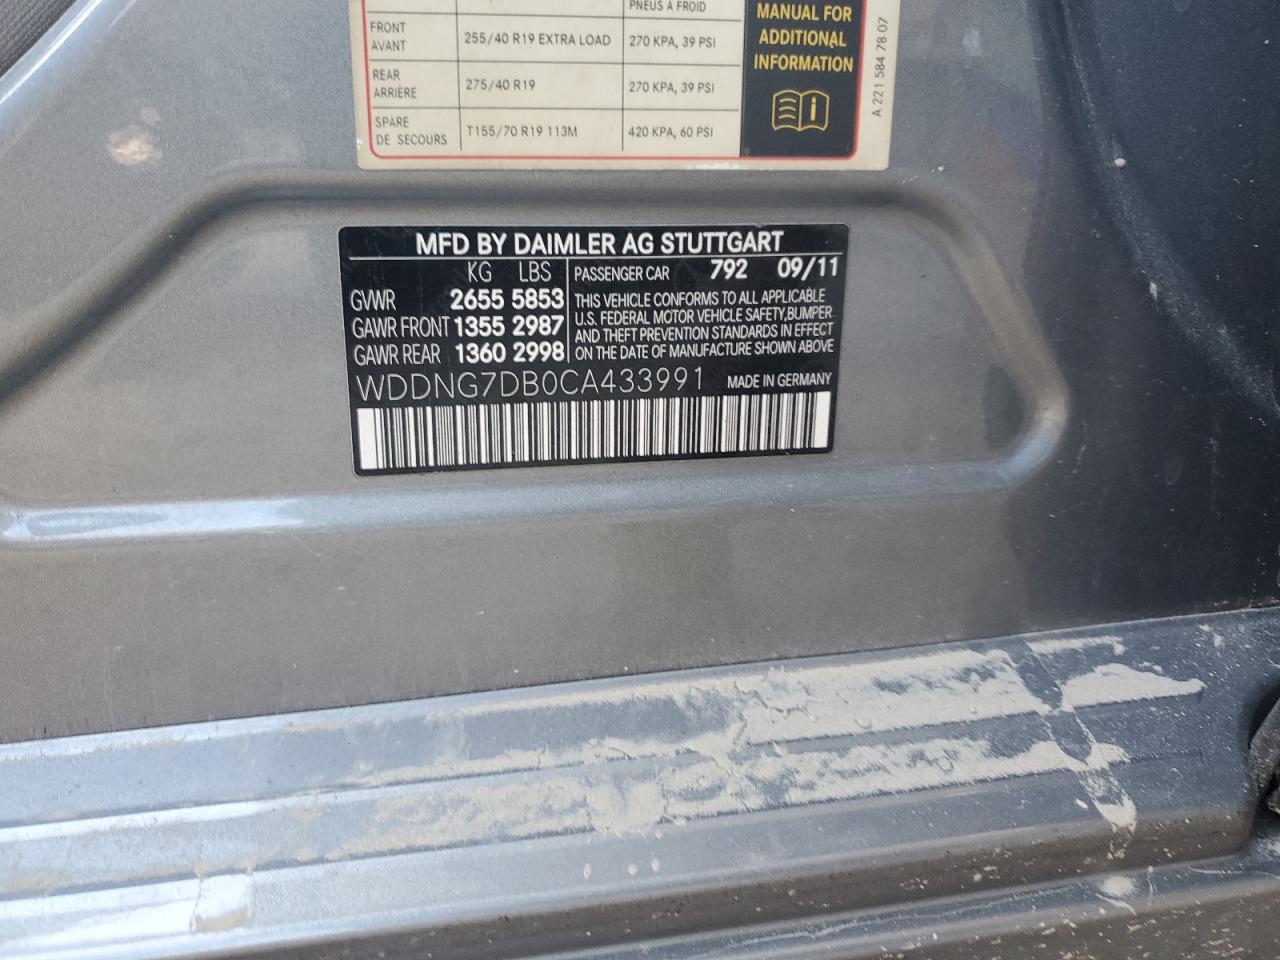 PNEUS À FROID
FRONT
AVANT
255/40 R19 EXTRA LOAD
270 KPA, 39 PSI
REAR
ARRIÈRE
275/40 R19
270 KPA, 39 PSI
SPARE
DE SECOURS
T155/70 R19 113M
420 KPA, 60 PSI
MANUAL FOR
ADDITIONAL
INFORMATION
A 221 584 78 07
MFD BY DAIMLER AG STUTTGART
KG LBS
GVWR 2655 5853
GAWR FRONT 1355 2987
GAWR REAR 1360 2998
PASSENGER CAR 792 09/11
THIS VEHICLE CONFORMS TO ALL APPLICABLE
U.S. FEDERAL MOTOR VEHICLE SAFETY,BUMPER
AND THEFT PREVENTION STANDARDS IN EFFECT
ON THE DATE OF MANUFACTURE SHOWN ABOVE
WDDNG7DB0CA433991 MADE IN GERMANY